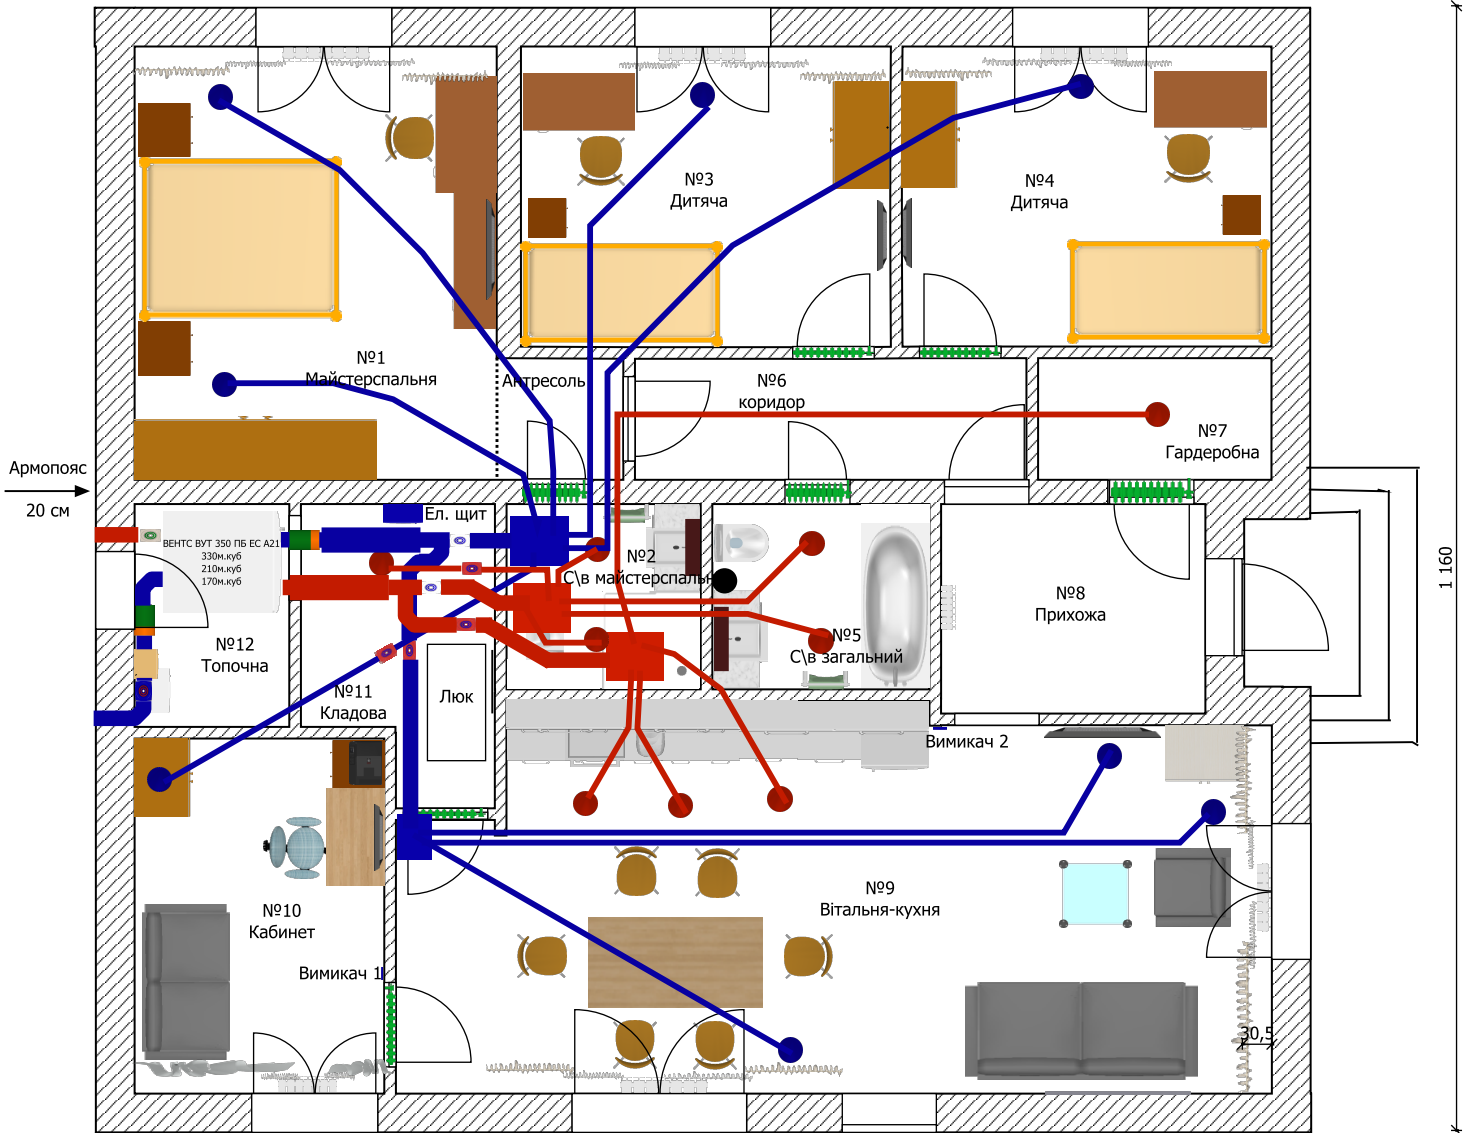 №3
Дитяча
№4
Дитяча
№1
Майстерспальня
Антресоль
№6
коридор
№7
Гардеробна
Армопояс
20 см
Ел. щит
ВЕНТС ВУТ 350 ПБ ЕС А21
330м.куб
210м.куб
170м.куб
№2
С\в майстерспальн
№8
Прихожа
1 160
№12
Топочна
№5
С\в загальний
№11
Кладова
Люк
Вимикач 2
№9
Вітальня-кухня
№10
Кабинет
Вимикач 1
30,5